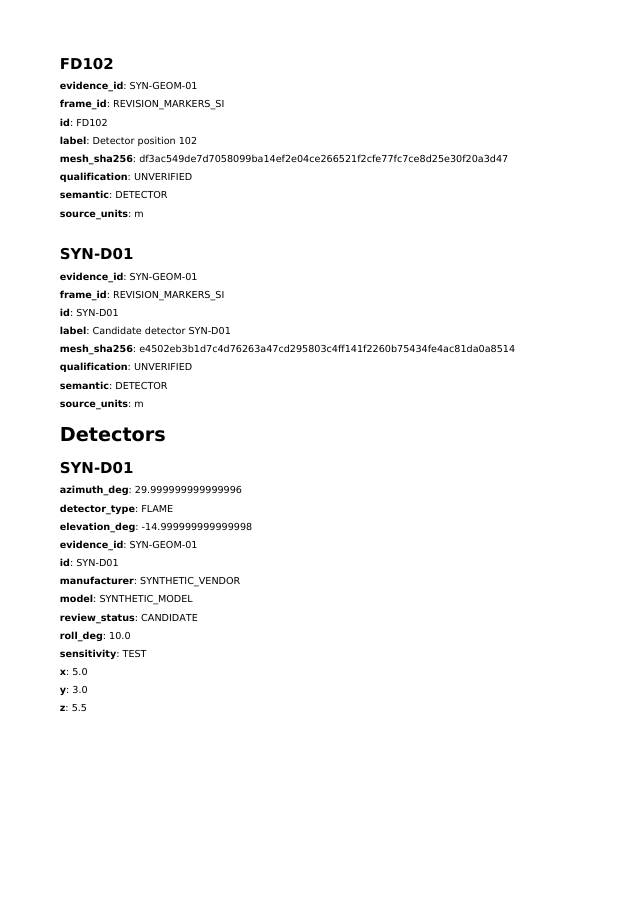 FD102
evidence_id: SYN-GEOM-01
frame_id: REVISION_MARKERS_SI
id: FD102
label: Detector position 102
mesh_sha256: df3ac549de7d7058099ba14ef2e04ce266521f2cfe77fc7ce8d25e30f20a3d47
qualification: UNVERIFIED
semantic: DETECTOR
source_units: m
SYN-D01
evidence_id: SYN-GEOM-01
frame_id: REVISION_MARKERS_SI
id: SYN-D01
label: Candidate detector SYN-D01
mesh_sha256: e4502eb3b1d7c4d76263a47cd295803c4ff141f2260b75434fe4ac81da0a8514
qualification: UNVERIFIED
semantic: DETECTOR
source_units: m
Detectors
SYN-D01
azimuth_deg: 29.999999999999996
detector_type: FLAME
elevation_deg: -14.999999999999998
evidence_id: SYN-GEOM-01
id: SYN-D01
manufacturer: SYNTHETIC_VENDOR
model: SYNTHETIC_MODEL
review_status: CANDIDATE
roll_deg: 10.0
sensitivity: TEST
x: 5.0
y: 3.0
z: 5.5